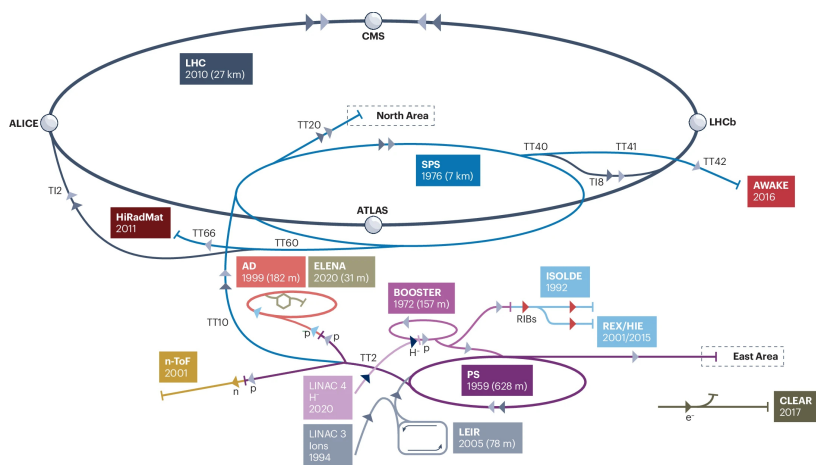 CMS
LHC
2010 (27 km)
ALICE
LHCb
TT20
North Area
TT40
TT41
TT42
SPS
1976 (7 km)
TI8
AWAKE
2016
TI2
HiRadMat
2011
ATLAS
TT66
TT60
AD
1999 (182 m)
ELENA
2020 (31 m)
BOOSTER
1972 (157 m)
ISOLDE
1992
RIBs
REX/HIE
2001/2015
TT10
p
p
H-
p
TT2
East Area
n-ToF
2001
n
p
LINAC 4
H-
2020
PS
1959 (628 m)
CLEAR
2017
e-
LINAC 3
Ions
1994
LEIR
2005 (78 m)